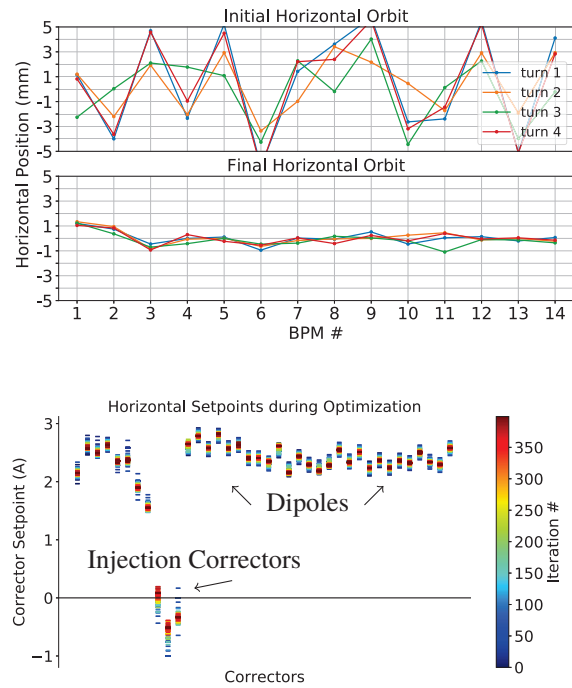 Initial Horizontal Orbit
5
3
1
-1
-3
-5
turn 1
turn 2
turn 3
turn 4
Horizontal Position (mm)
Final Horizontal Orbit
5
3
1
-1
-3
-5
1 2 3 4 5 6 7 8 9 10 11 12 13 14
BPM #
Horizontal Setpoints during Optimization
Corrector Setpoint (A)
3
2
1
0
−1
Dipoles
Injection Correctors
Correctors
350
300
250
200
150
100
50
0
Iteration #